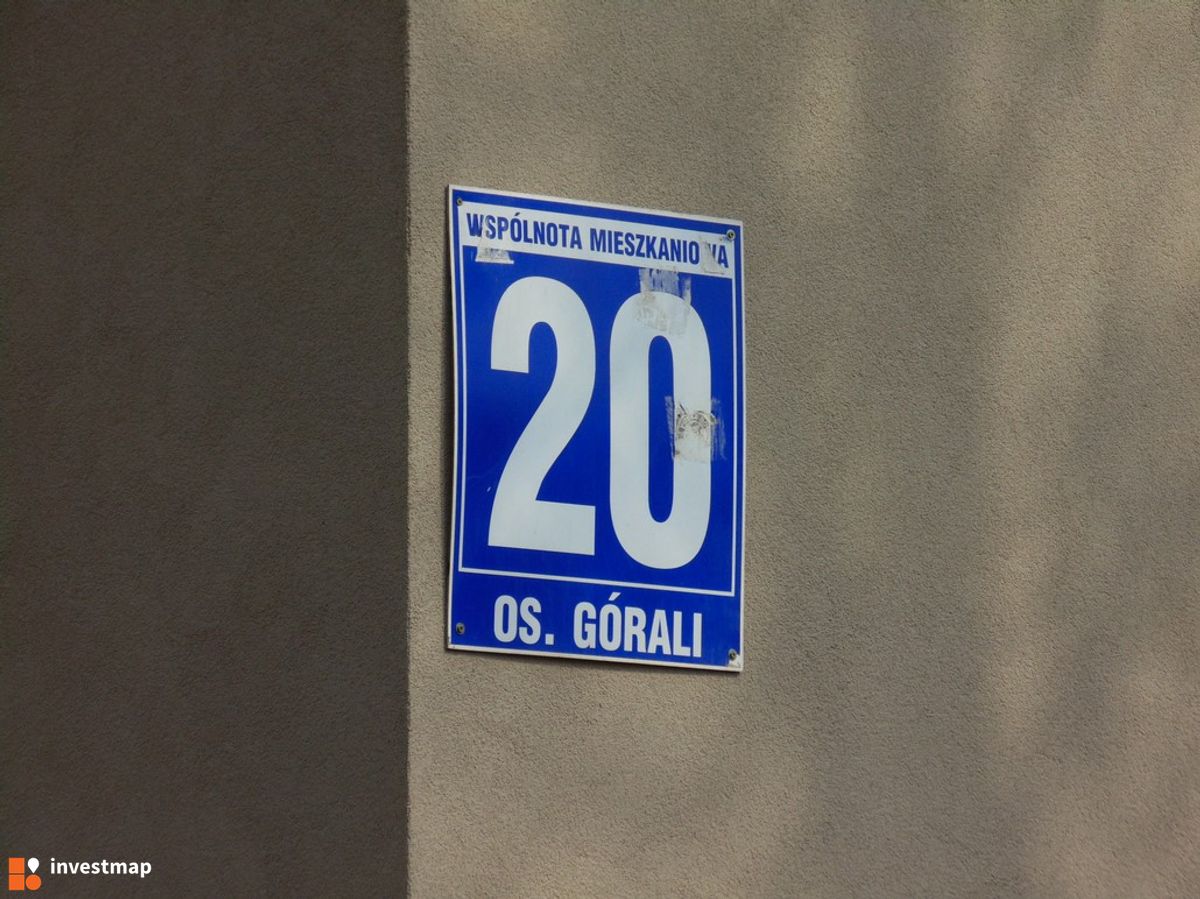 WSPÓLNOTA MIESZKANIOWA
20
OS. GÓRALI
investmap